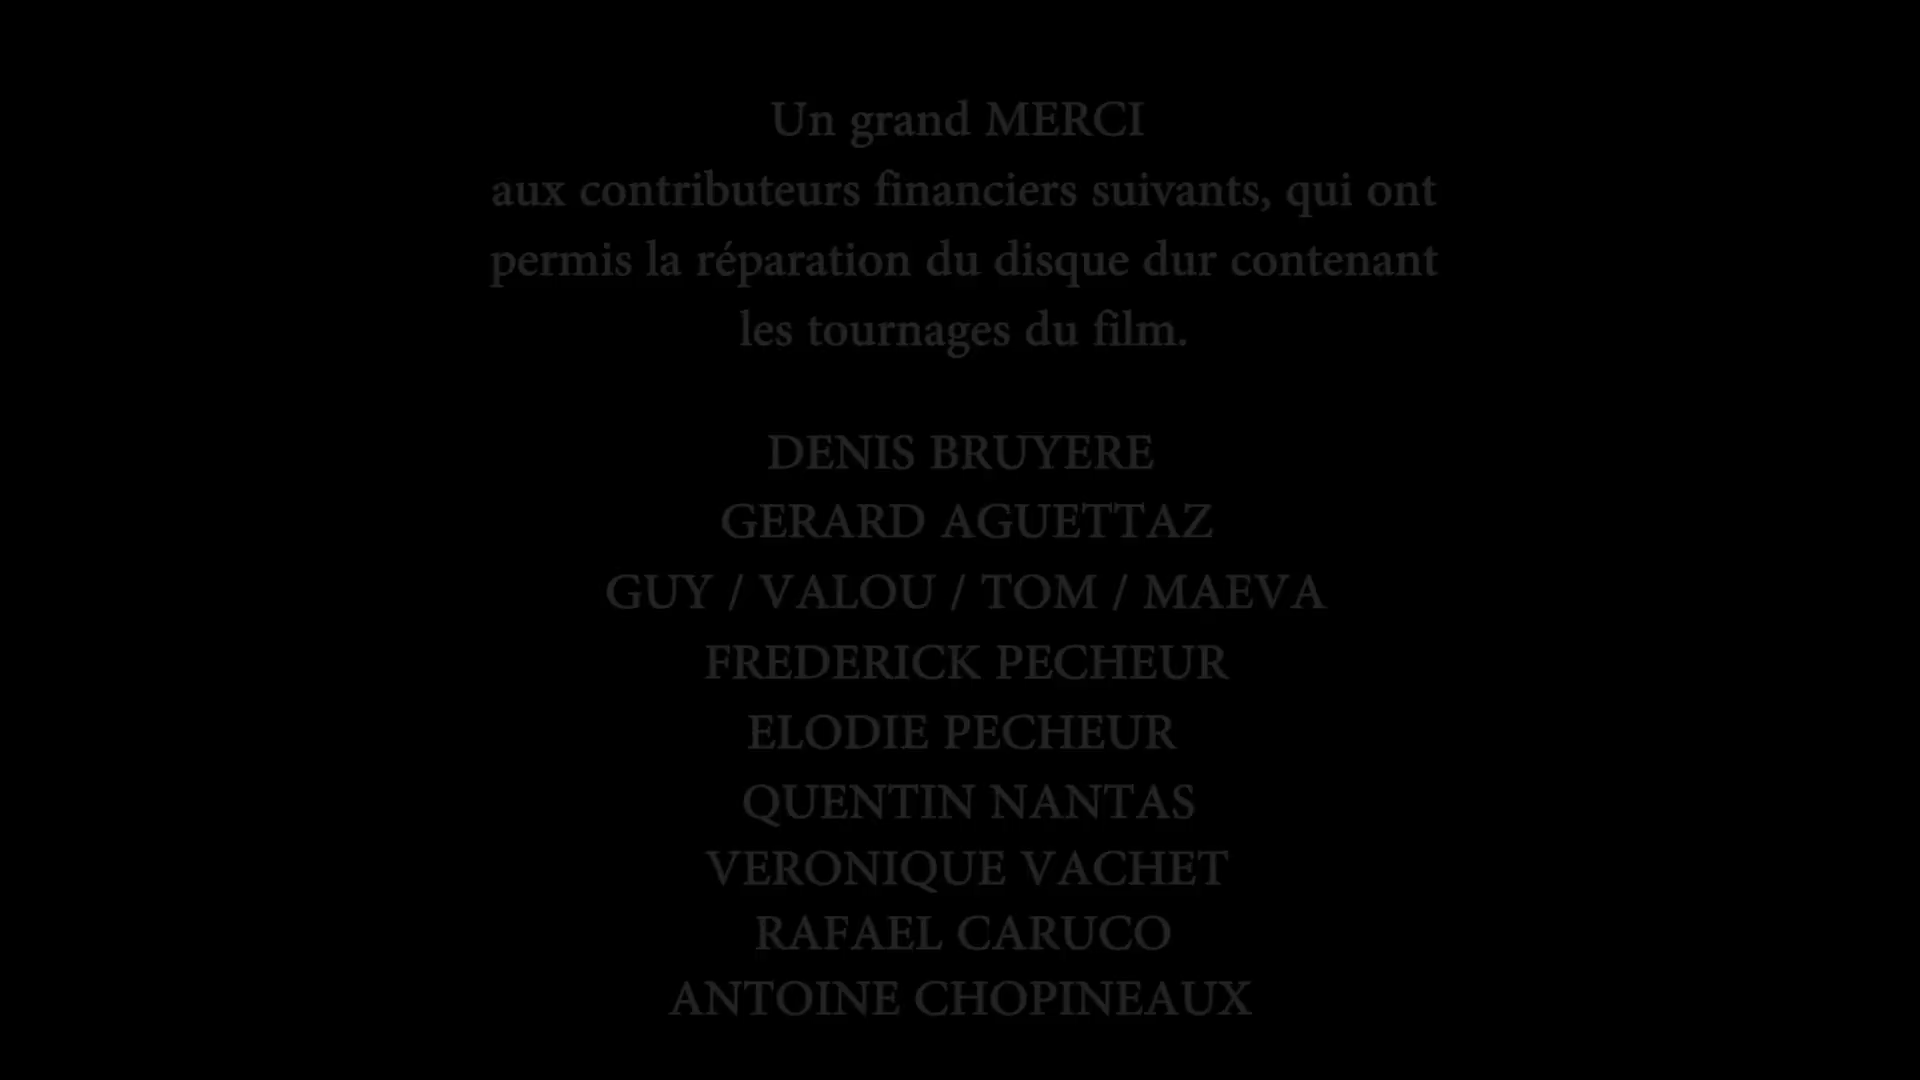 Un grand MERCI
aux contributeurs financiers suivants, qui ont
permis la réparation du disque dur contenant
les tournages du film.
DENIS BRUYERE
GERARD AGUETTAZ
GUY / VALOU / TOM / MAEVA
FREDERICK PECHEUR
ELODIE PECHEUR
QUENTIN NANTAS
VERONIQUE VACHET
RAFAEL CARUCO
ANTOINE CHOPINEAUX